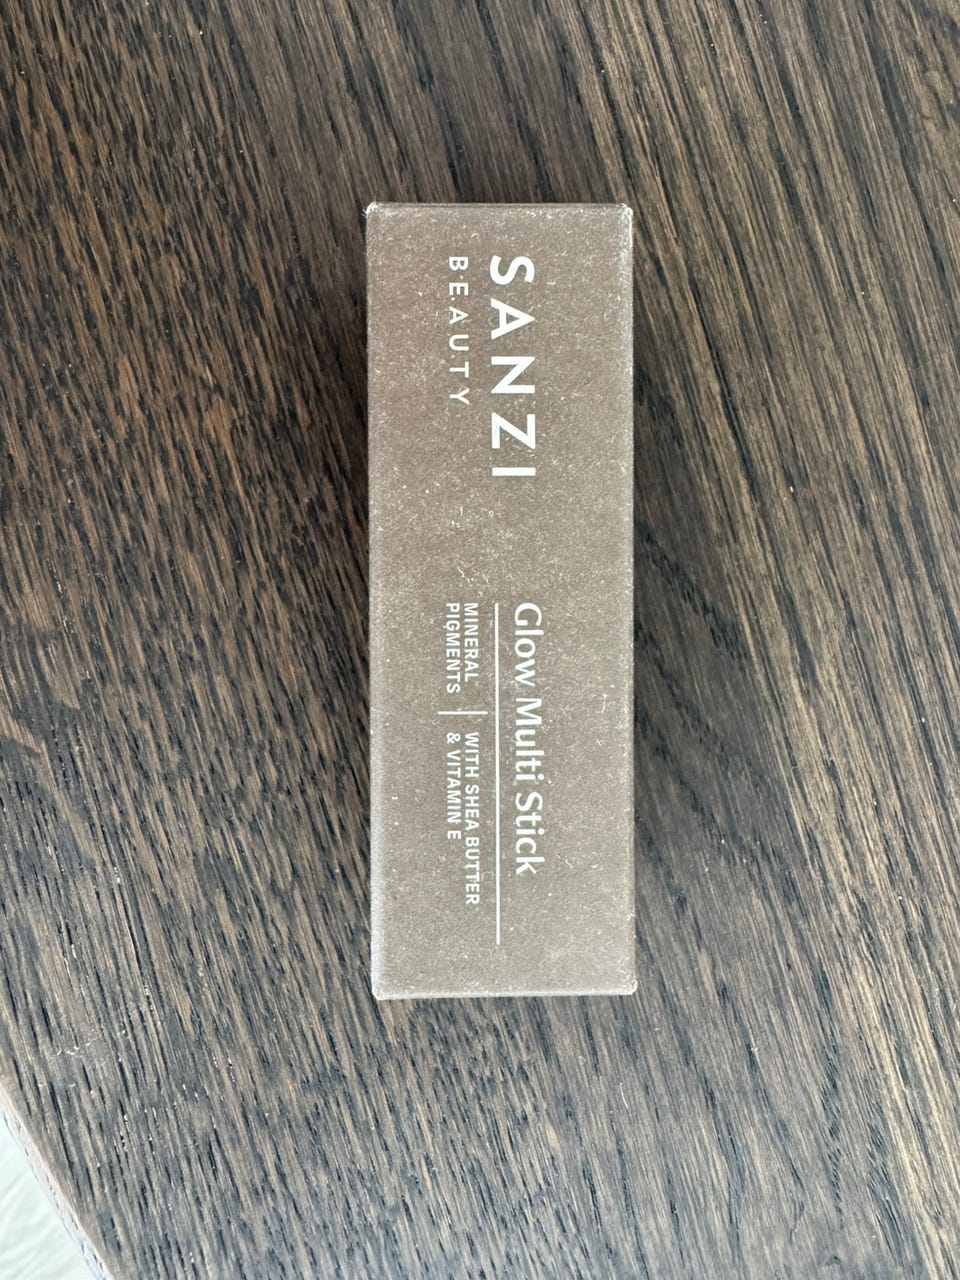 SANZI
BEAUTY
Glow Multi Stick
MINERAL
PIGMENTS
WITH SHEA BUTTER
& VITAMIN E